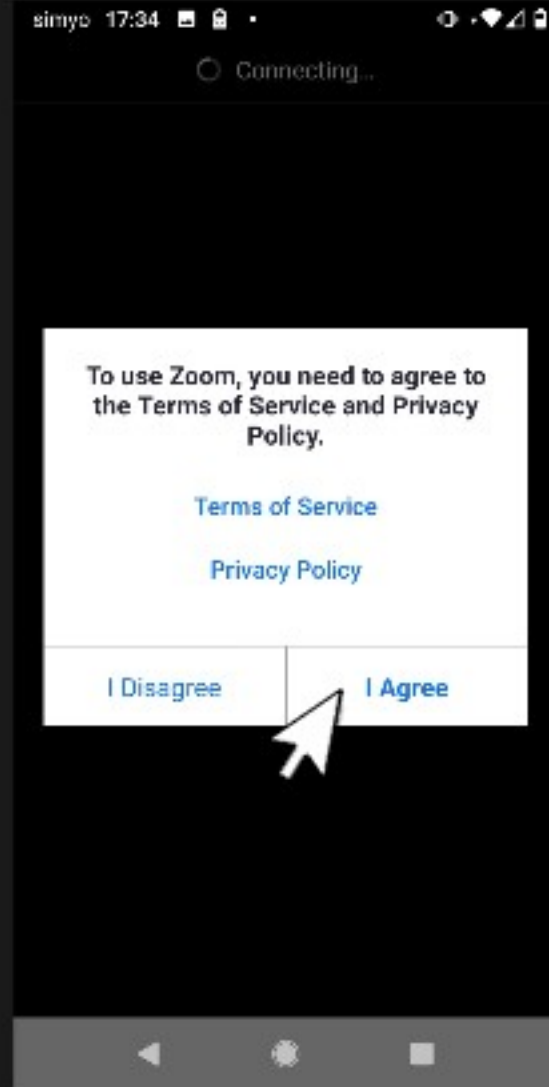 simyo 17:34
Connecting...
To use Zoom, you need to agree to
the Terms of Service and Privacy
Policy.
Terms of Service
Privacy Policy
I Disagree
I Agree